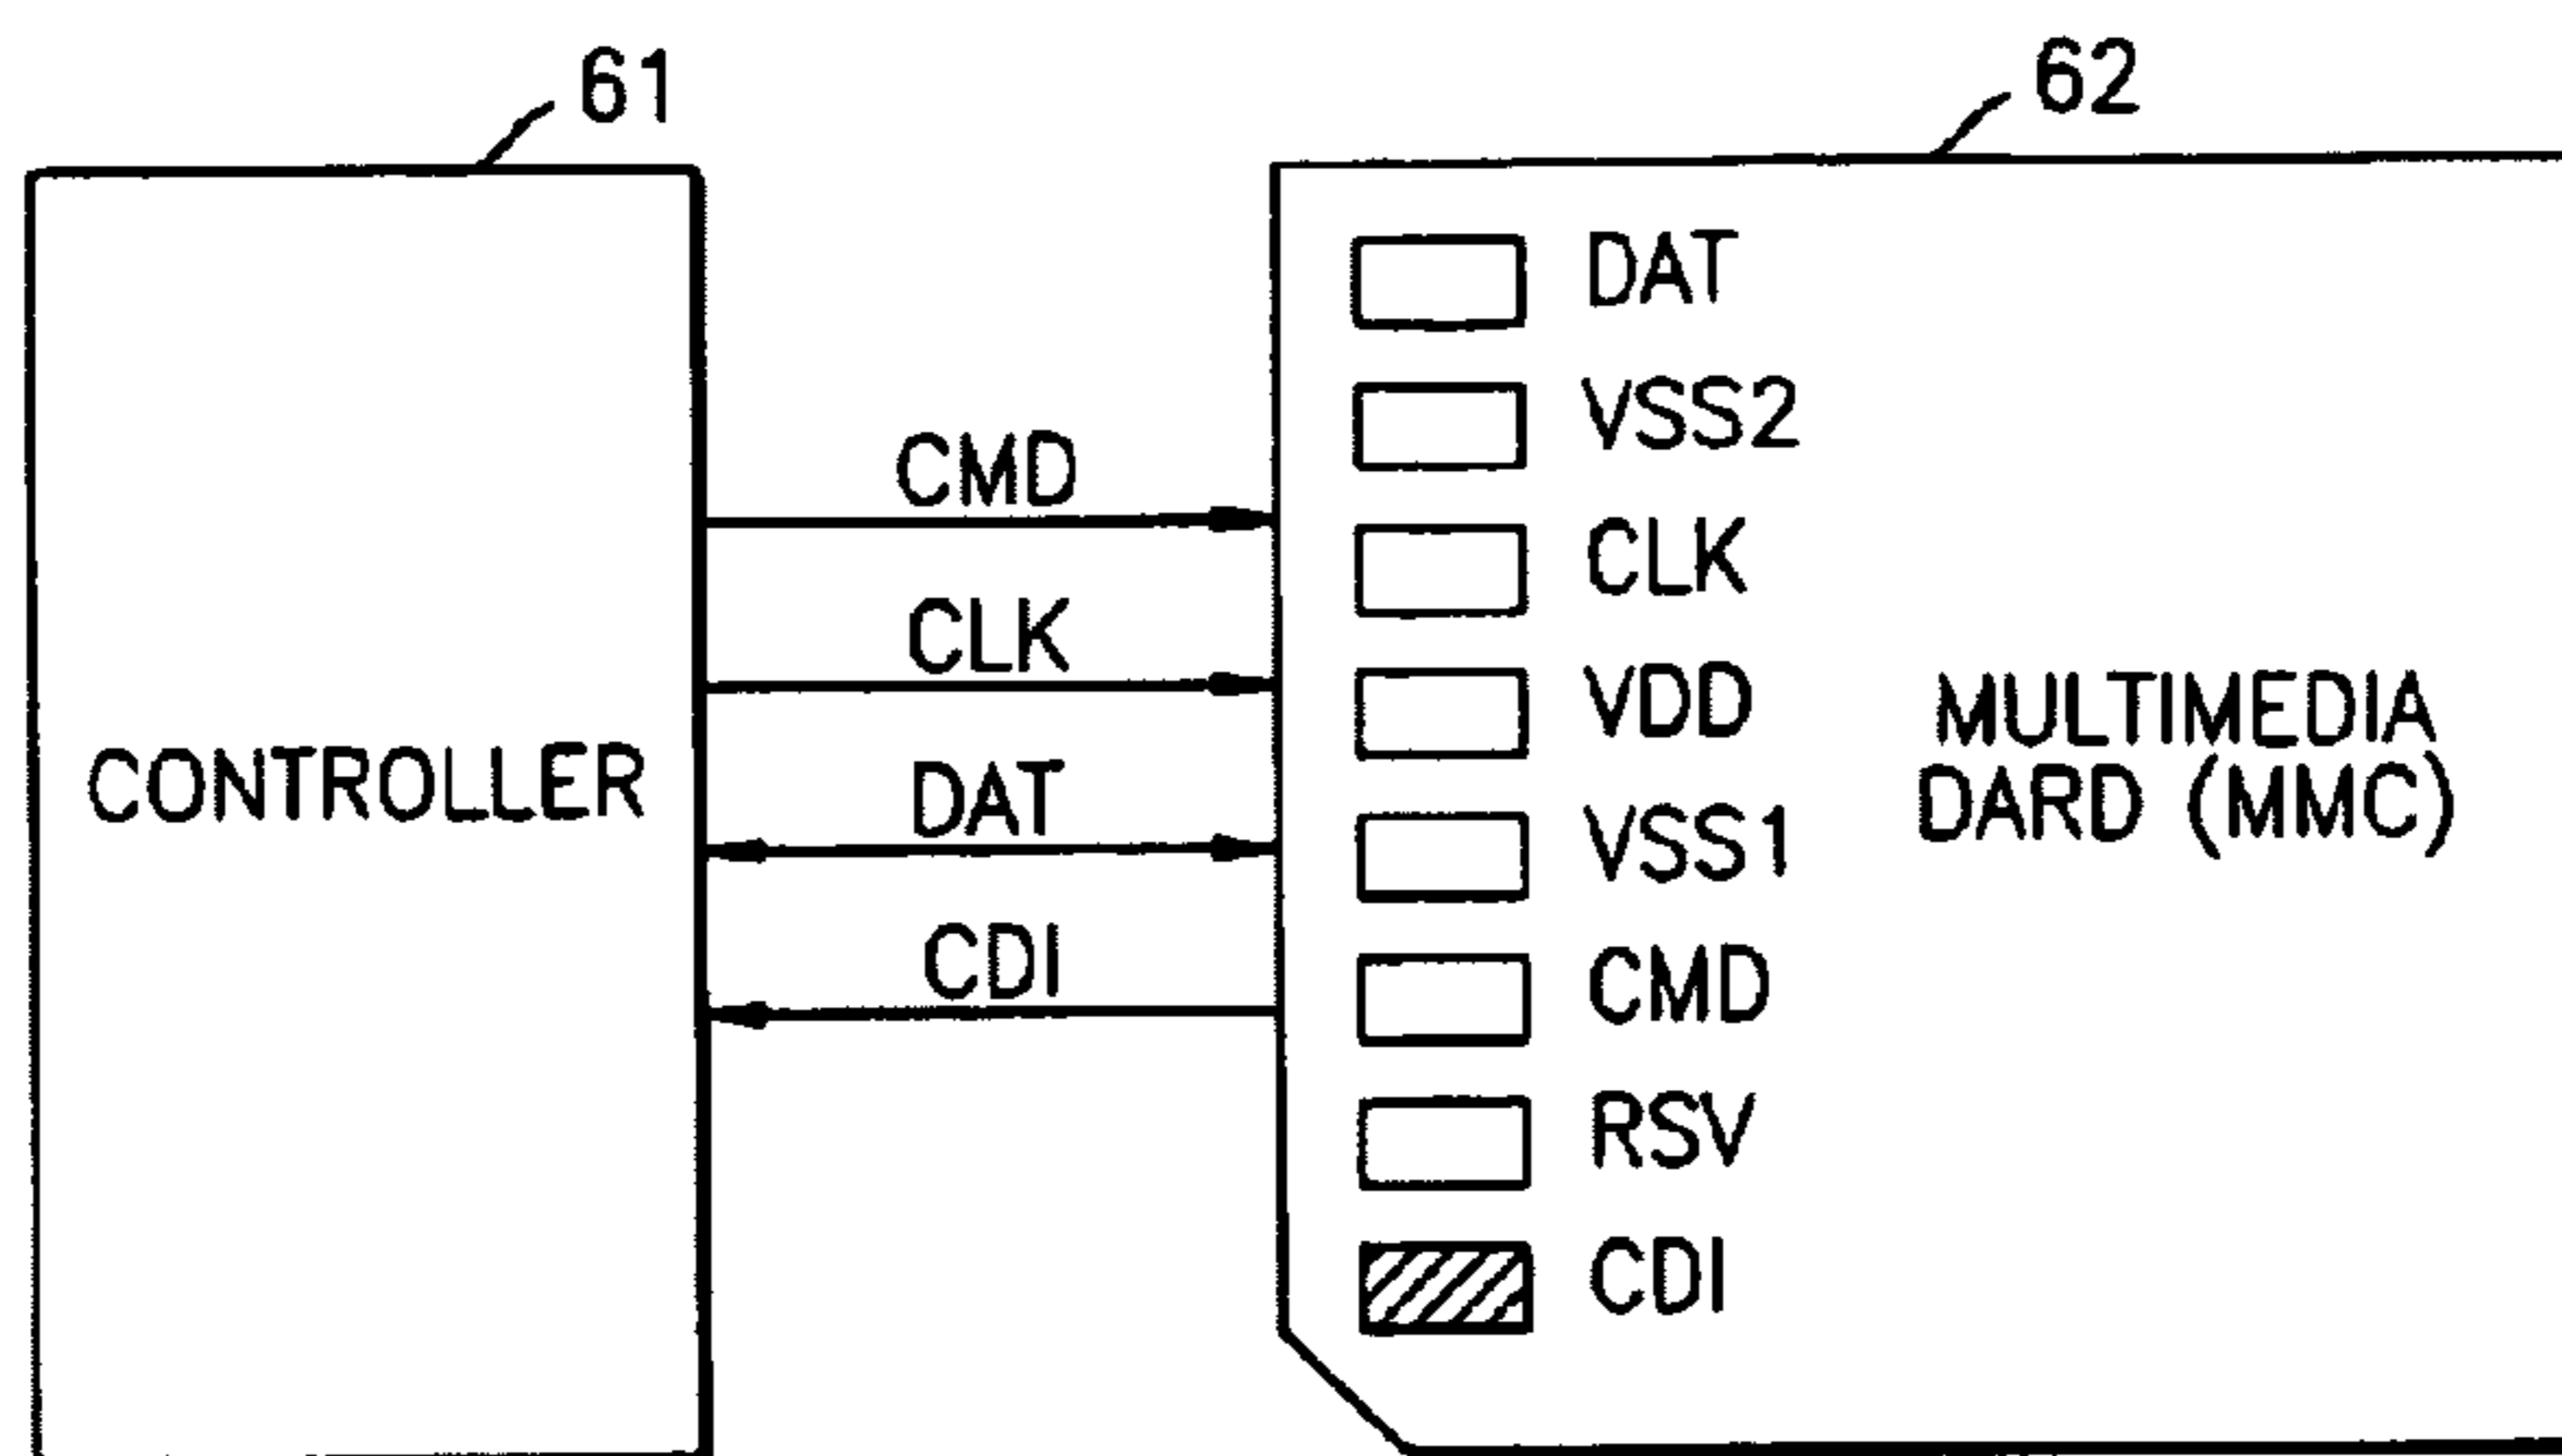 61
62
CONTROLLER
CMD
CLK
DAT
CDI
DAT
VSS2
CLK
VDD
VSS1
CMD
RSV
CDI
MULTIMEDIA
DARD (MMC)